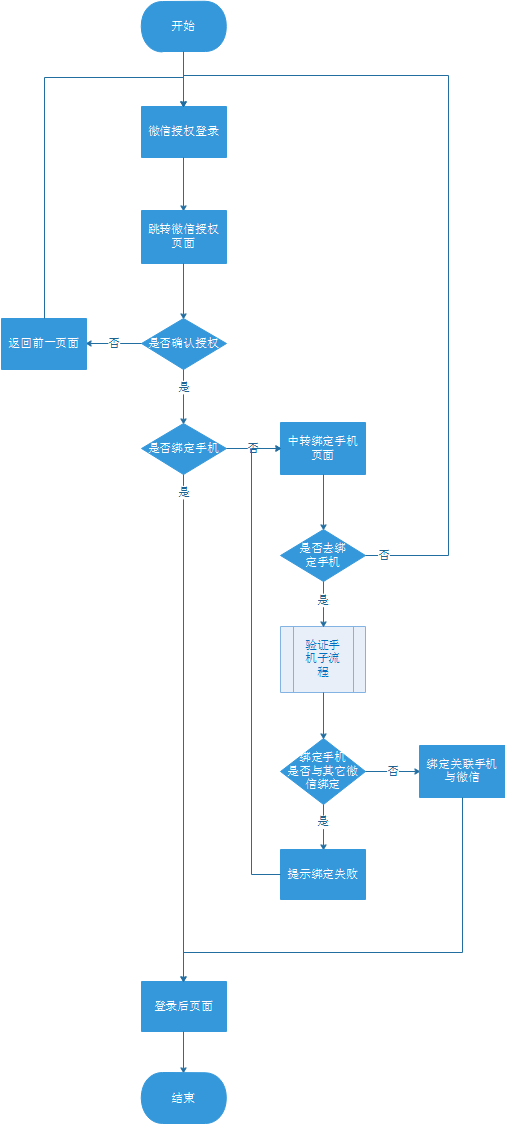 开始
微信授权登录
跳转微信授权
页面
返回前一页面
否
是否确认授权
是
是否绑定手机
否
中转绑定手机
页面
是
是否去绑
定手机
否
是
验证手
机子流
程
绑定手机
是否与其它微
信绑定
否
绑定关联手机
与微信
是
提示绑定失败
登录后页面
结束